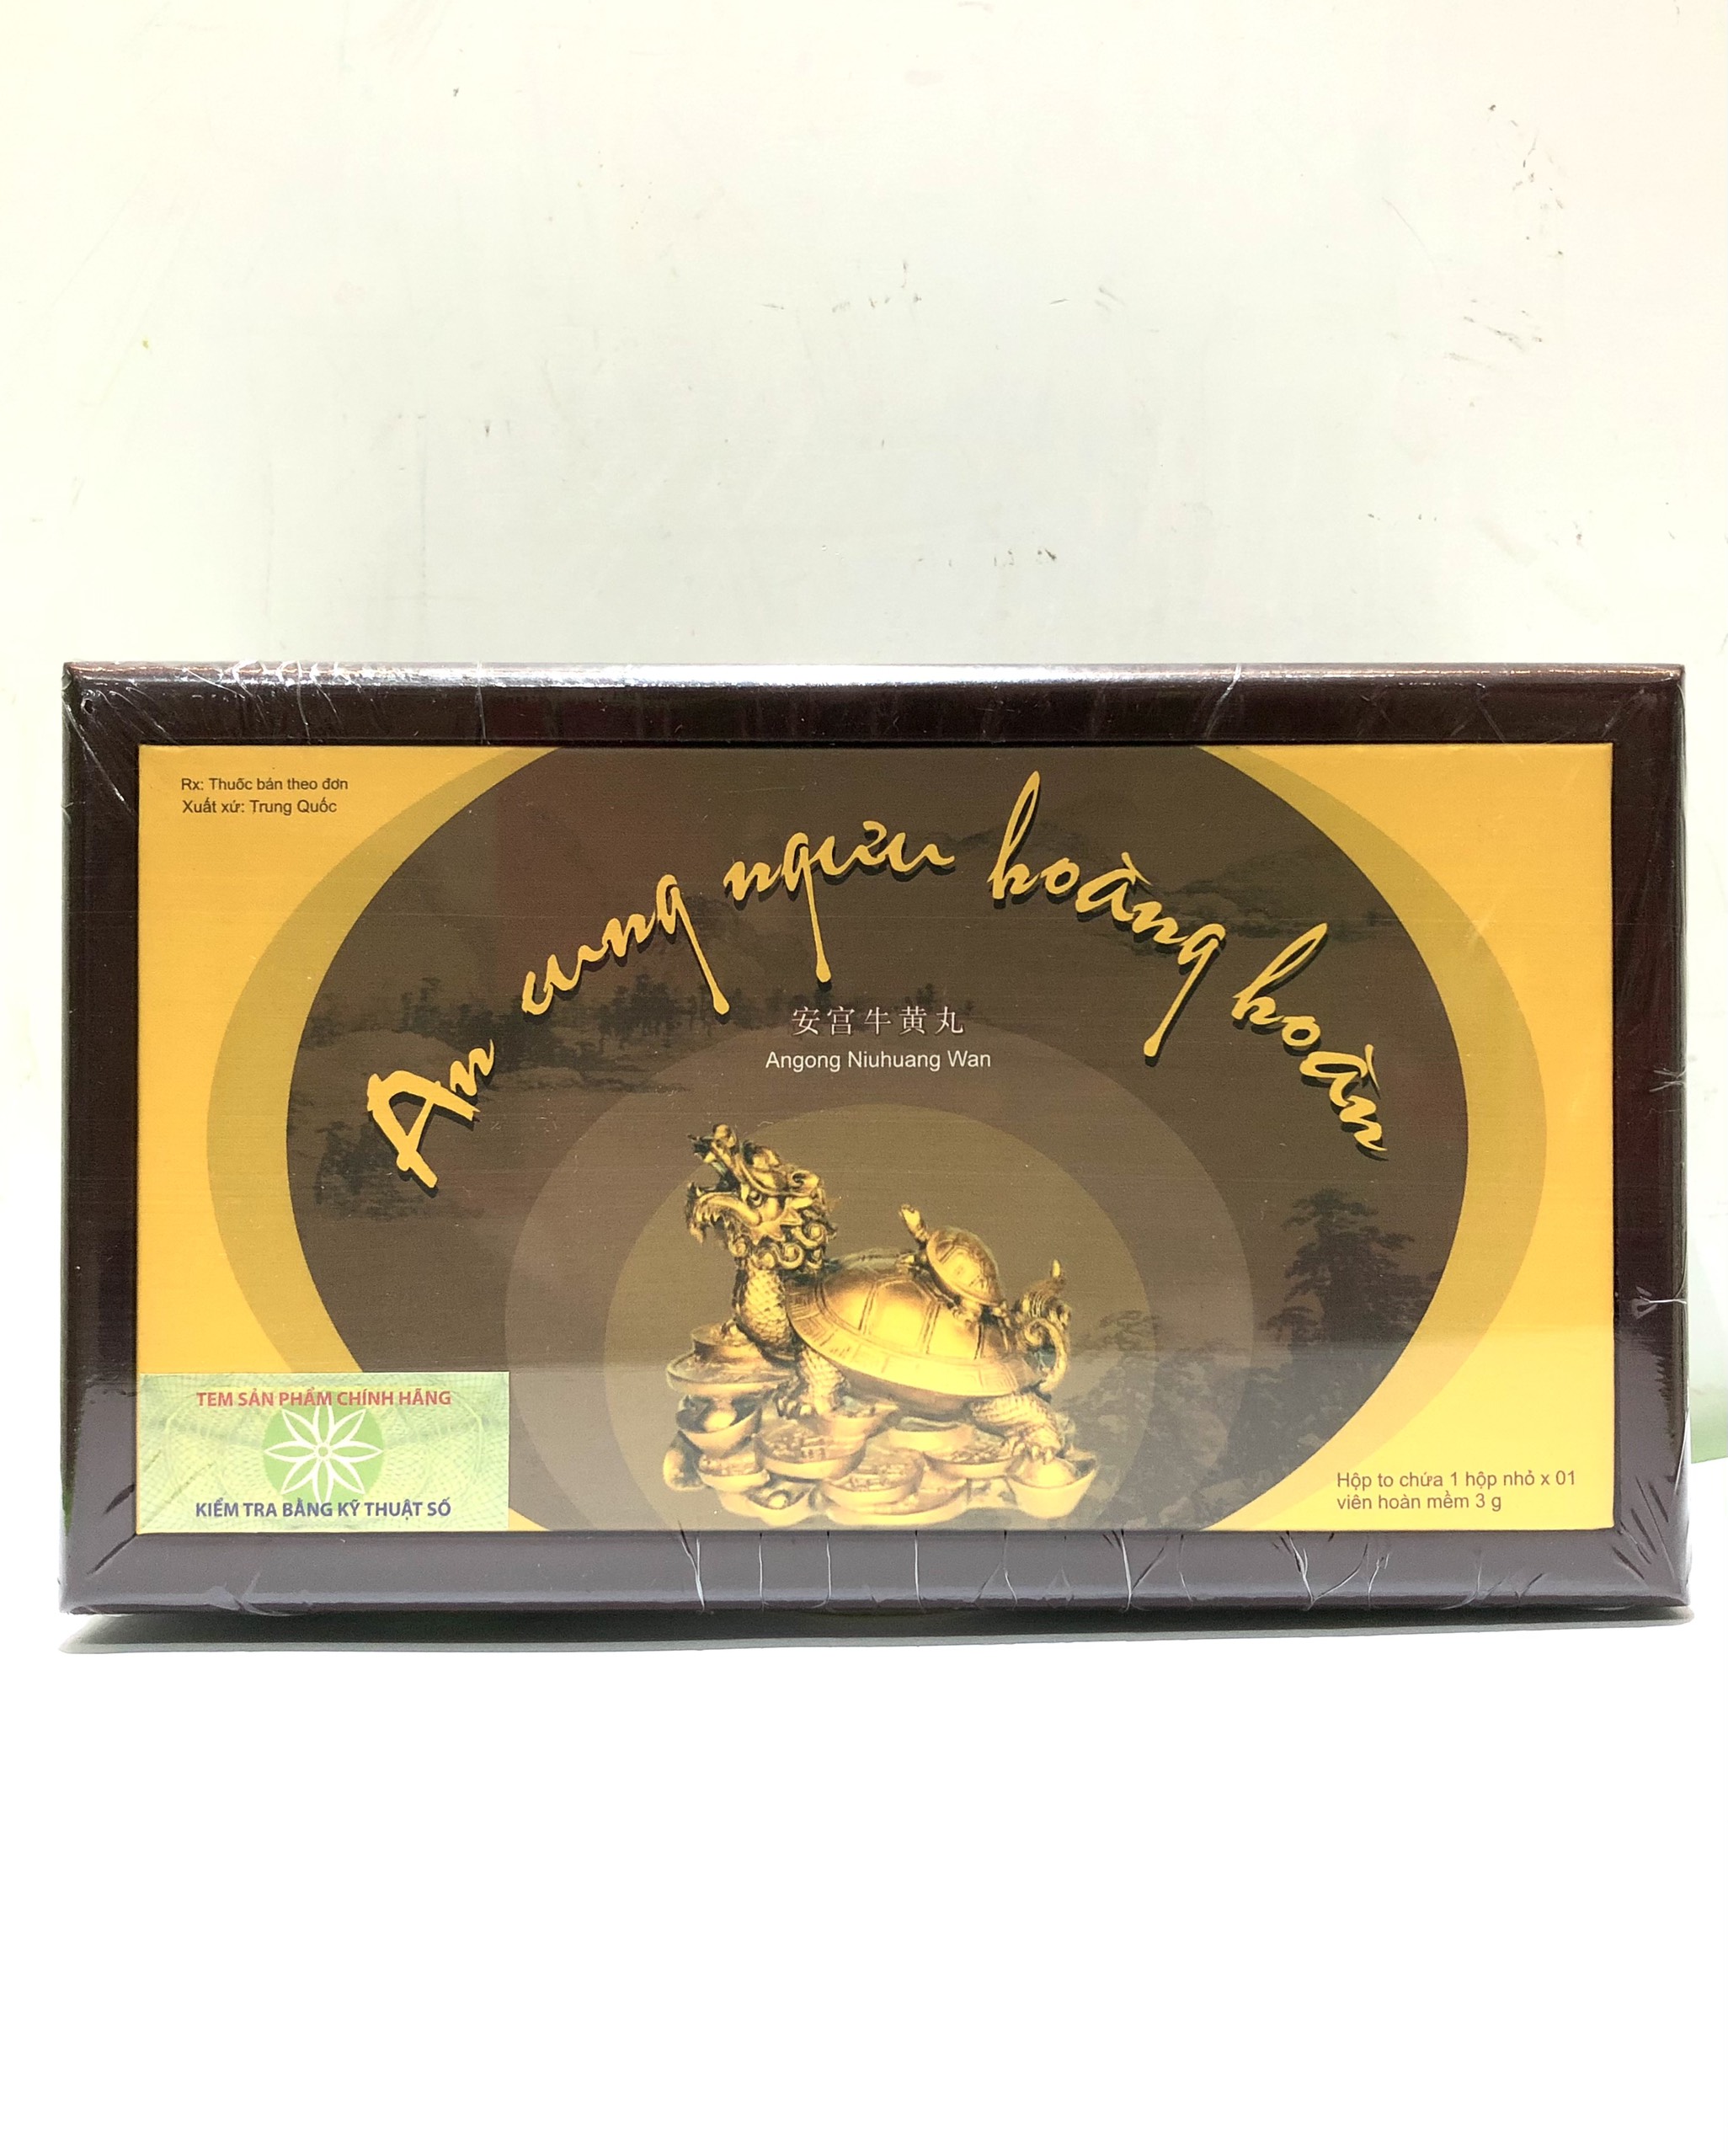 Rx: Thuốc bán theo đơn
Xuất xứ: Trung Quốc
An cung ngưu hoàng hoàn
安宫牛黄丸
Angong Niuhuang Wan
TEM SẢN PHẨM CHÍNH HÃNG
KIỂM TRA BẰNG KỸ THUẬT SỐ
Hộp to chứa 1 hộp nhỏ x 01
viên hoàn mềm 3 g